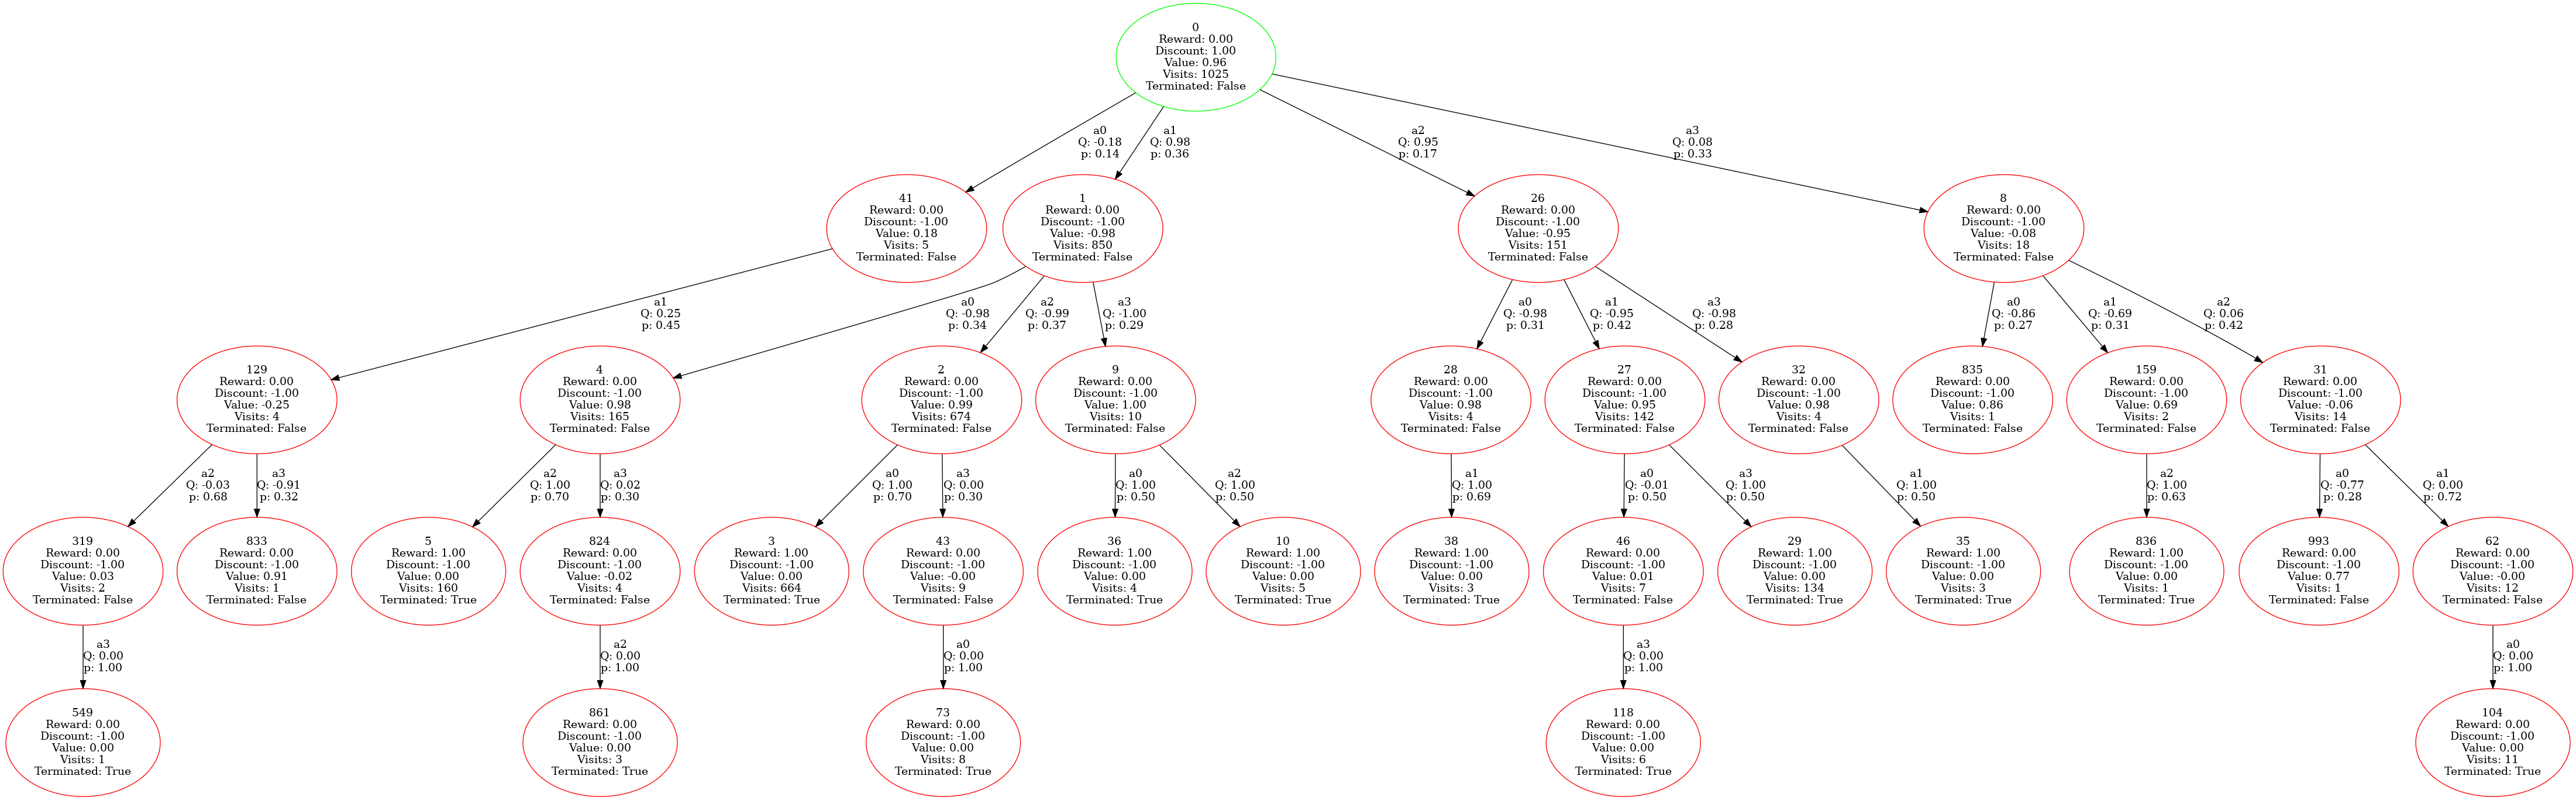 0
Reward: 0.00
Discount: 1.00
Value: 0.96
Visits: 1025
Terminated: False
a0
Q: -0.18
p: 0.14
a1
Q: 0.98
p: 0.36
a2
Q: 0.95
p: 0.17
a3
Q: 0.08
p: 0.33
41
Reward: 0.00
Discount: -1.00
Value: 0.18
Visits: 5
Terminated: False
1
Reward: 0.00
Discount: -1.00
Value: -0.98
Visits: 850
Terminated: False
26
Reward: 0.00
Discount: -1.00
Value: -0.95
Visits: 151
Terminated: False
8
Reward: 0.00
Discount: -1.00
Value: -0.08
Visits: 18
Terminated: False
a1
Q: 0.25
p: 0.45
a0
Q: -0.98
p: 0.34
a2
Q: -0.99
p: 0.37
a3
Q: -1.00
p: 0.29
a0
Q: -0.98
p: 0.31
a1
Q: -0.95
p: 0.42
a3
Q: -0.98
p: 0.28
a0
Q: -0.86
p: 0.27
a1
Q: -0.69
p: 0.31
a2
Q: 0.06
p: 0.42
129
Reward: 0.00
Discount: -1.00
Value: -0.25
Visits: 4
Terminated: False
4
Reward: 0.00
Discount: -1.00
Value: 0.98
Visits: 165
Terminated: False
2
Reward: 0.00
Discount: -1.00
Value: 0.99
Visits: 674
Terminated: False
9
Reward: 0.00
Discount: -1.00
Value: 1.00
Visits: 10
Terminated: False
28
Reward: 0.00
Discount: -1.00
Value: 0.98
Visits: 4
Terminated: False
27
Reward: 0.00
Discount: -1.00
Value: 0.95
Visits: 142
Terminated: False
32
Reward: 0.00
Discount: -1.00
Value: 0.98
Visits: 4
Terminated: False
835
Reward: 0.00
Discount: -1.00
Value: 0.86
Visits: 1
Terminated: False
159
Reward: 0.00
Discount: -1.00
Value: 0.69
Visits: 2
Terminated: False
31
Reward: 0.00
Discount: -1.00
Value: -0.06
Visits: 14
Terminated: False
a2
Q: -0.03
p: 0.68
a3
Q: -0.91
p: 0.32
a2
Q: 1.00
p: 0.70
a3
Q: 0.02
p: 0.30
a0
Q: 1.00
p: 0.70
a3
Q: 0.00
p: 0.30
a0
Q: 1.00
p: 0.50
a2
Q: 1.00
p: 0.50
a1
Q: 1.00
p: 0.69
a0
Q: -0.01
p: 0.50
a3
Q: 1.00
p: 0.50
a1
Q: 1.00
p: 0.50
a2
Q: 1.00
p: 0.63
a0
Q: -0.77
p: 0.28
a1
Q: 0.00
p: 0.72
319
Reward: 0.00
Discount: -1.00
Value: 0.03
Visits: 2
Terminated: False
833
Reward: 0.00
Discount: -1.00
Value: 0.91
Visits: 1
Terminated: False
5
Reward: 1.00
Discount: -1.00
Value: 0.00
Visits: 160
Terminated: True
824
Reward: 0.00
Discount: -1.00
Value: -0.02
Visits: 4
Terminated: False
3
Reward: 1.00
Discount: -1.00
Value: 0.00
Visits: 664
Terminated: True
43
Reward: 0.00
Discount: -1.00
Value: -0.00
Visits: 9
Terminated: False
36
Reward: 1.00
Discount: -1.00
Value: 0.00
Visits: 4
Terminated: True
10
Reward: 1.00
Discount: -1.00
Value: 0.00
Visits: 5
Terminated: True
38
Reward: 1.00
Discount: -1.00
Value: 0.00
Visits: 3
Terminated: True
46
Reward: 0.00
Discount: -1.00
Value: 0.01
Visits: 7
Terminated: False
29
Reward: 1.00
Discount: -1.00
Value: 0.00
Visits: 134
Terminated: True
35
Reward: 1.00
Discount: -1.00
Value: 0.00
Visits: 3
Terminated: True
836
Reward: 1.00
Discount: -1.00
Value: 0.00
Visits: 1
Terminated: True
993
Reward: 0.00
Discount: -1.00
Value: 0.77
Visits: 1
Terminated: False
62
Reward: 0.00
Discount: -1.00
Value: -0.00
Visits: 12
Terminated: False
a3
Q: 0.00
p: 1.00
a2
Q: 0.00
p: 1.00
a0
Q: 0.00
p: 1.00
a3
Q: 0.00
p: 1.00
a0
Q: 0.00
p: 1.00
549
Reward: 0.00
Discount: -1.00
Value: 0.00
Visits: 1
Terminated: True
861
Reward: 0.00
Discount: -1.00
Value: 0.00
Visits: 3
Terminated: True
73
Reward: 0.00
Discount: -1.00
Value: 0.00
Visits: 8
Terminated: True
118
Reward: 0.00
Discount: -1.00
Value: 0.00
Visits: 6
Terminated: True
104
Reward: 0.00
Discount: -1.00
Value: 0.00
Visits: 11
Terminated: True